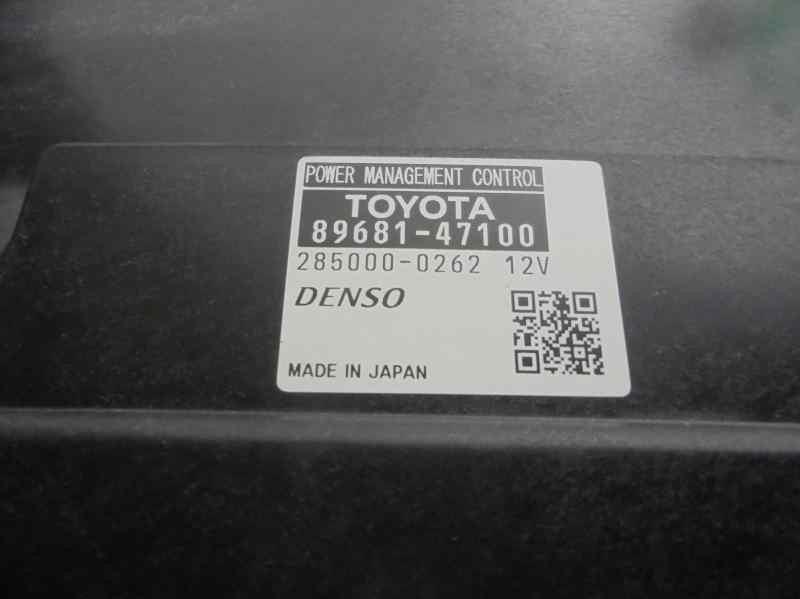 POWER MANAGEMENT CONTROL
TOYOTA
89681-47100
285000-0262 12V
DENSO
MADE IN JAPAN